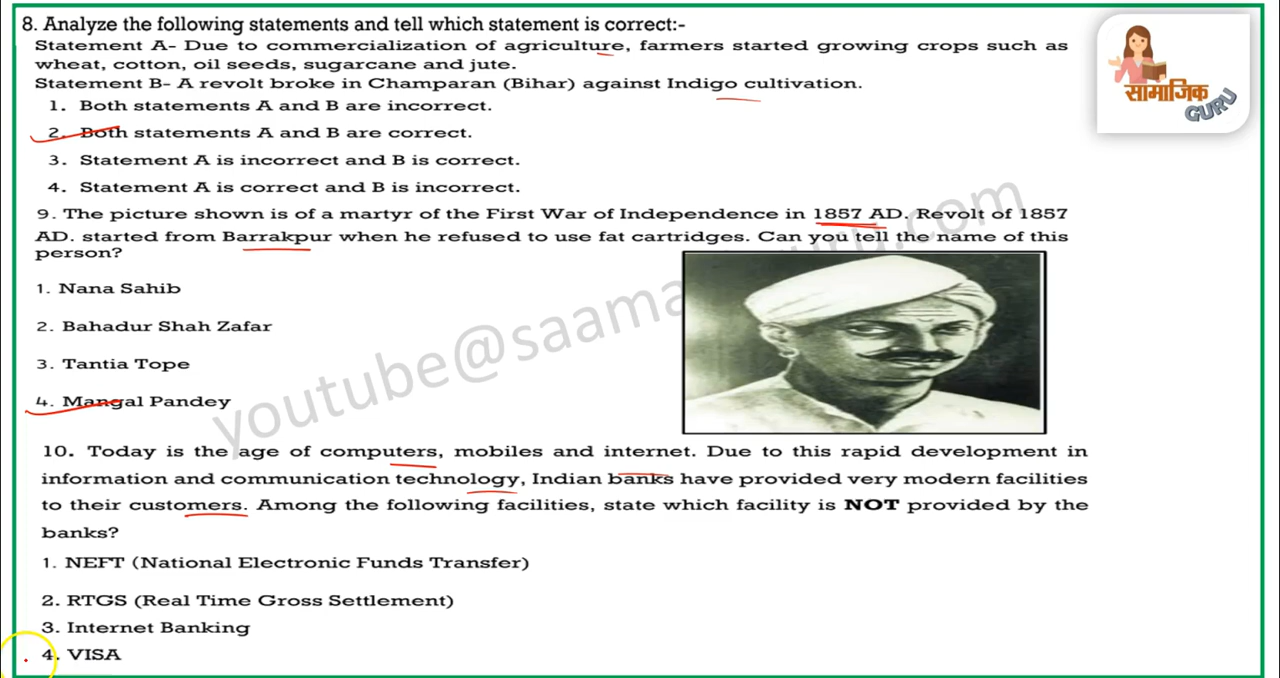 8. Analyze the following statements and tell which statement is correct:-
Statement A- Due to commercialization of agriculture, farmers started growing crops such as
wheat, cotton, oil seeds, sugarcane and jute.
Statement B- A revolt broke in Champaran (Bihar) against Indigo cultivation.
1. Both statements A and B are incorrect.
2. Both statements A and B are correct.
3. Statement A is incorrect and B is correct.
4. Statement A is correct and B is incorrect.
सामाजिक
GURU
9. The picture shown is of a martyr of the First War of Independence in 1857 AD. Revolt of 1857
AD. started from Barrakpur when he refused to use fat cartridges. Can you tell the name of this
person?
1. Nana Sahib
2. Bahadur Shah Zafar
3. Tantia Tope
4. Mangal Pandey
10. Today is the age of computers, mobiles and internet. Due to this rapid development in
information and communication technology, Indian banks have provided very modern facilities
to their customers. Among the following facilities, state which facility is NOT provided by the
banks?
1. NEFT (National Electronic Funds Transfer)
2. RTGS (Real Time Gross Settlement)
3. Internet Banking
4. VISA